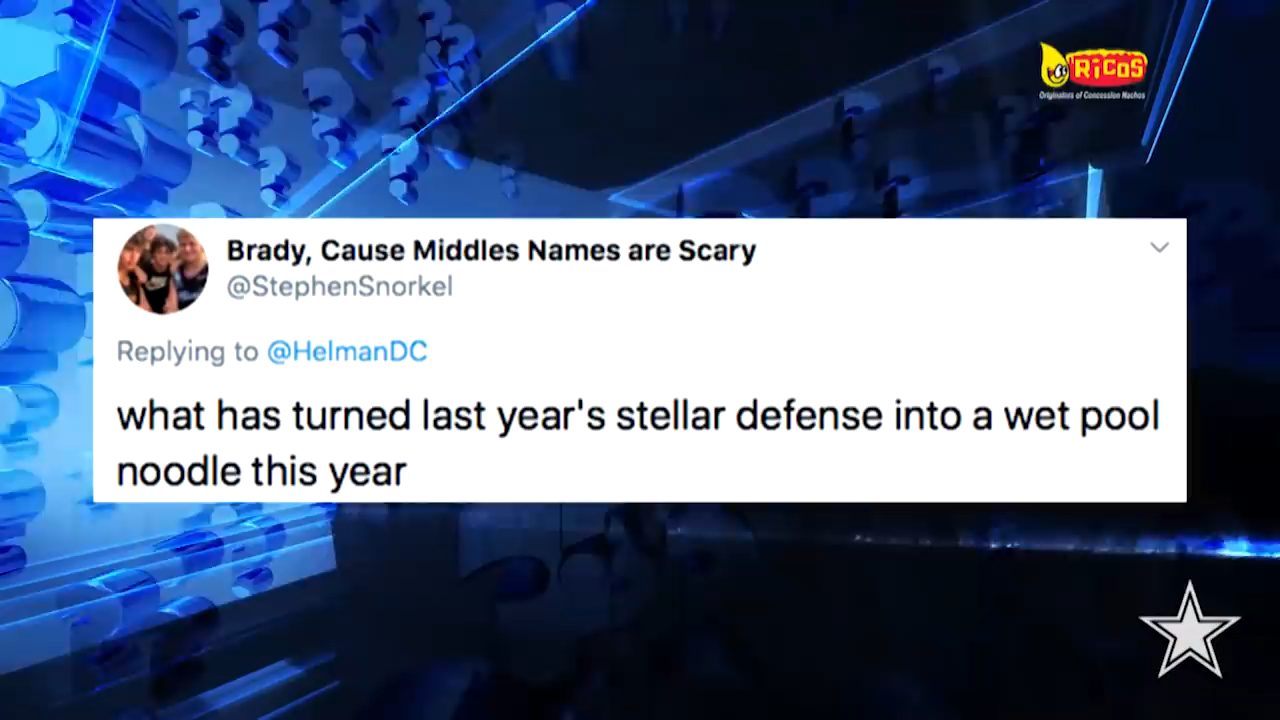 RiCOS
Originators of Concession Nachos
Brady, Cause Middles Names are Scary
@StephenSnorkel
Replying to @HelmanDC
what has turned last year's stellar defense into a wet pool
noodle this year